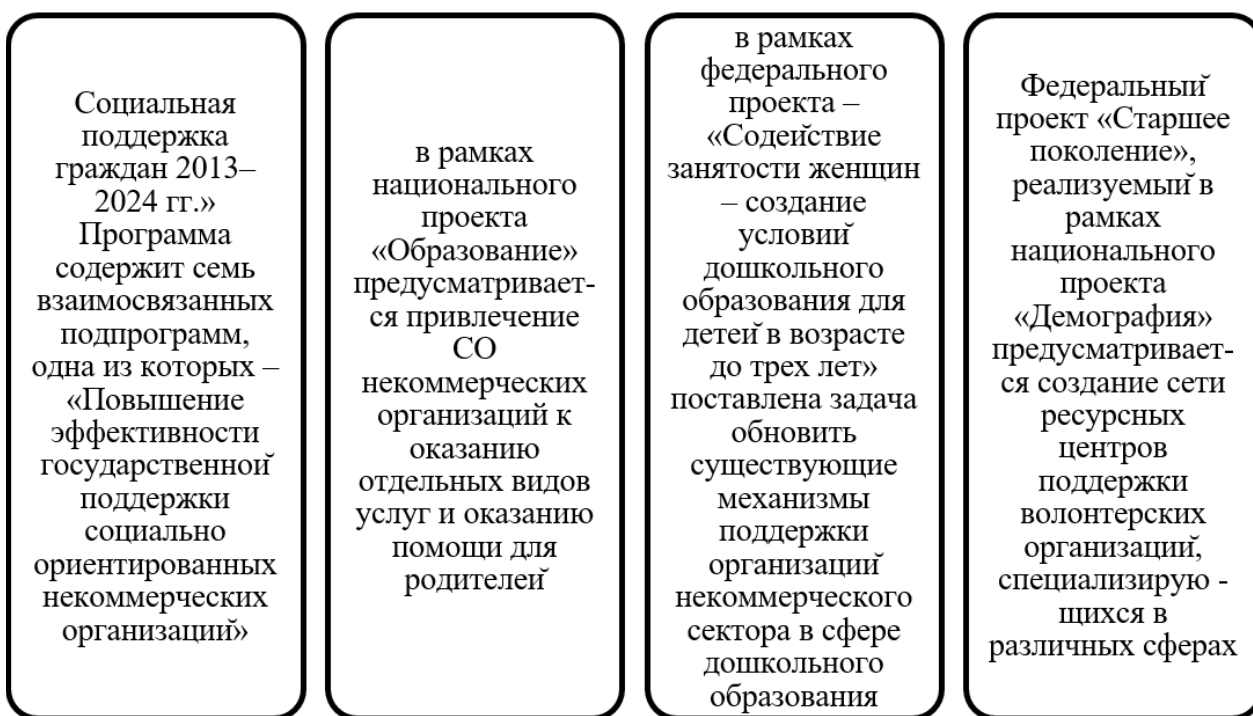 Социальная
поддержка
граждан 2013–
2024 гг.»
Программа
содержит семь
взаимосвязанных
подпрограмм,
одна из которых –
«Повышение
эффективности
государственной
поддержки
социально
ориентированных
некоммерческих
организаций»
в рамках
национального
проекта
«Образование»
предусматривает-
ся привлечение
СО
некоммерческих
организаций к
оказанию
отдельных видов
услуг и оказанию
помощи для
родителей
в рамках
федерального
проекта –
«Содействие
занятости женщин
– создание
условий
дошкольного
образования для
детей в возрасте
до трех лет»
поставлена задача
обновить
существующие
механизмы
поддержки
организаций
некоммерческого
сектора в сфере
дошкольного
образования
Федеральный
проект «Старшее
поколение»,
реализуемый в
рамках
национального
проекта
«Демография»
предусматривает-
ся создание сети
ресурсных
центров
поддержки
волонтерских
организаций,
специализирую -
щихся в
различных сферах